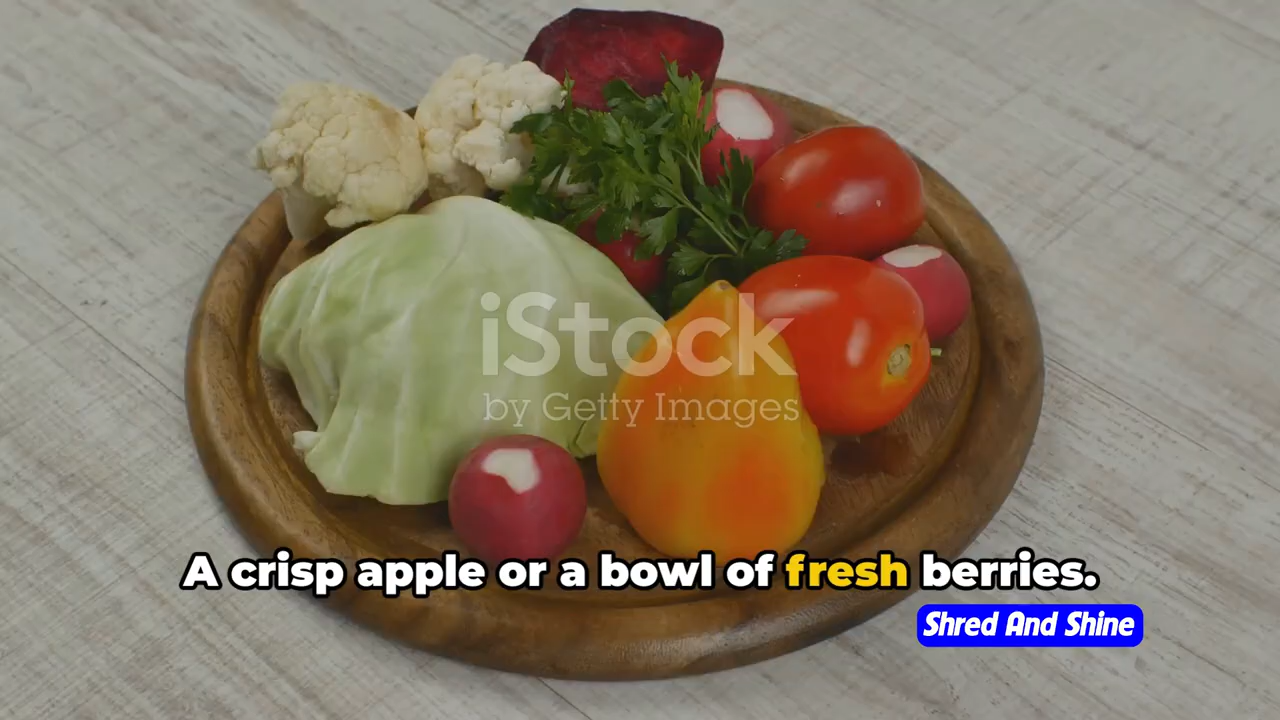 iStock
by Getty Images
A crisp apple or a bowl of fresh berries.
Shred And Shine